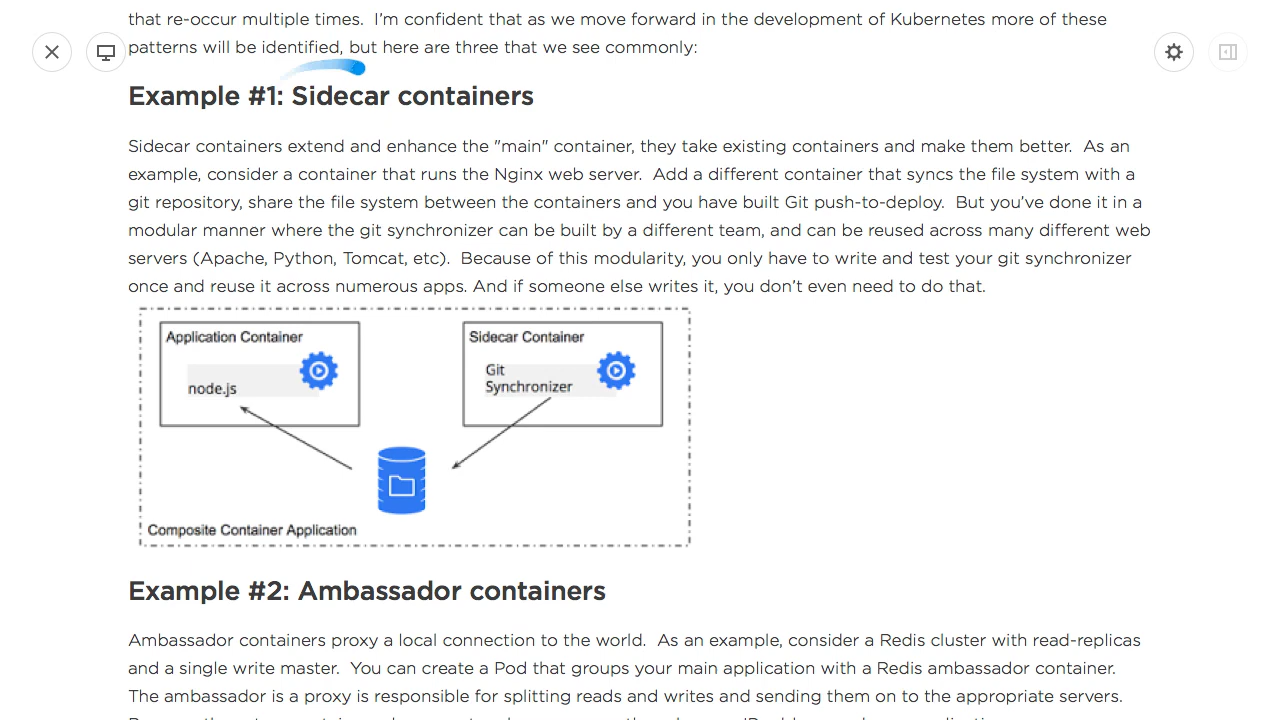 that re-occur multiple times.  I'm confident that as we move forward in the development of Kubernetes more of these
patterns will be identified, but here are three that we see commonly:
Example #1: Sidecar containers
Sidecar containers extend and enhance the "main" container, they take existing containers and make them better.  As an
example, consider a container that runs the Nginx web server.  Add a different container that syncs the file system with a
git repository, share the file system between the containers and you have built Git push-to-deploy.  But you've done it in a
modular manner where the git synchronizer can be built by a different team, and can be reused across many different web
servers (Apache, Python, Tomcat, etc).  Because of this modularity, you only have to write and test your git synchronizer
once and reuse it across numerous apps. And if someone else writes it, you don't even need to do that.
Application Container
node.js
Sidecar Container
Git
Synchronizer
Composite Container Application
Example #2: Ambassador containers
Ambassador containers proxy a local connection to the world.  As an example, consider a Redis cluster with read-replicas
and a single write master.  You can create a Pod that groups your main application with a Redis ambassador container.
The ambassador is a proxy is responsible for splitting reads and writes and sending them on to the appropriate servers.